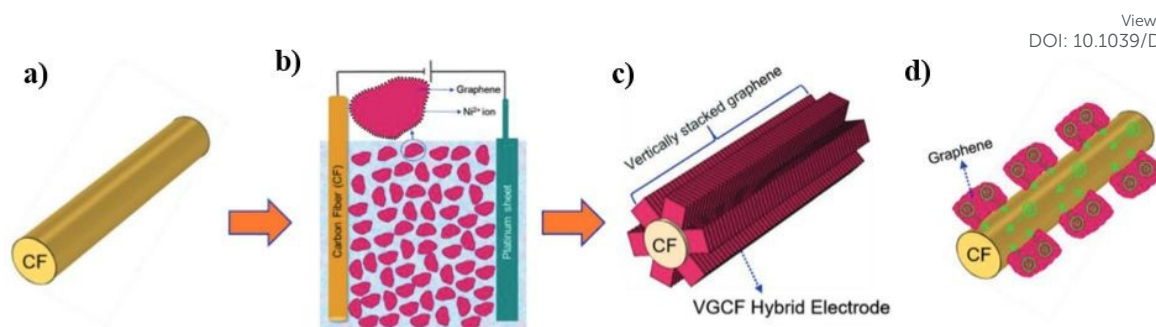 View
DOI: 10.1039/D
a)
CF
b)
Graphene
Ni²⁺ ion
Carbon Fiber (CF)
Platinum sheet
c)
Vertically stacked graphene
CF
VGCF Hybrid Electrode
d)
Graphene
CF